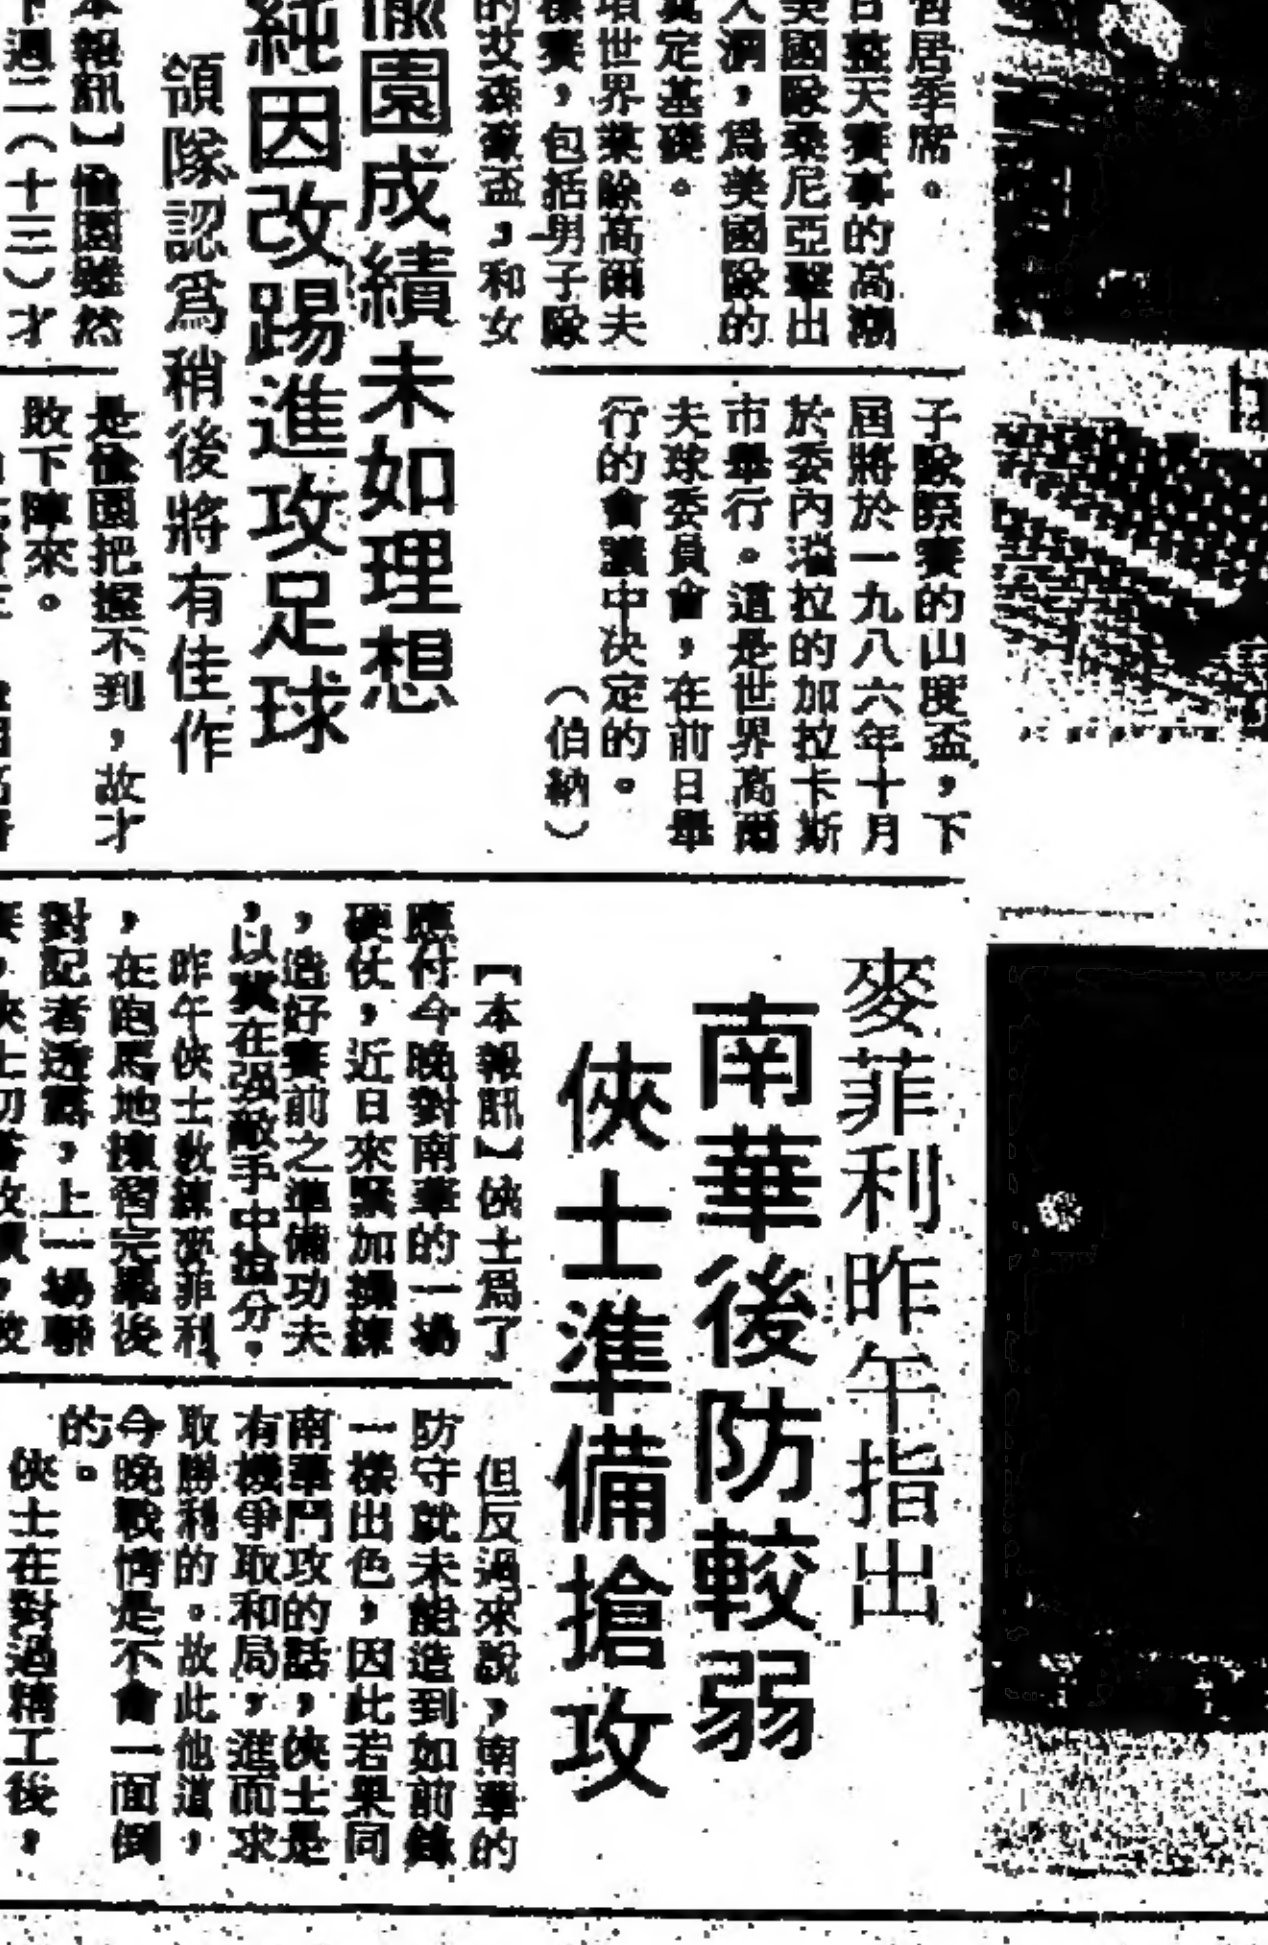 宮居季席。
日整天賽事的高潮
美國隊桑尼亞擊出
入洞，爲美國隊的
奠定基礎。
項世界業餘高爾夫
樣賽，包括男子隊
的艾森豪盃，和女
子隊際賽的山度盃，下
屆將於一九八六年十月
於委內瑞拉的加拉卡斯
市舉行。這是世界高爾
夫球委員會，在前日舉
行的會議中決定的。
（伯納）
愉園成績未如理想
純因改踢進攻足球
領隊認爲稍後將有佳作
本報訊】愉園雖然
下週二（十三）才
是愉園把握不到，故才
敗下陣來。
麥菲利昨午指出
南華後防較弱
俠士準備搶攻
【本報訊】俠士爲了
應付今晚對南華的一場
硬仗，近日來緊加操練
，造好賽前之準備功夫
，以冀在强敵手中搶分。
昨午俠士教練麥菲利
，在跑馬地練習完畢後
對記者透露，上一場聯
但反過來說，南華的
防守就未能造到如前鋒
一樣出色，因此若果同
南華鬥攻的話，俠士是
有機爭取和局，進而求
取勝利的。故此他道，
今晚戰情是不會一面倒
的。
俠士在對過精工後，